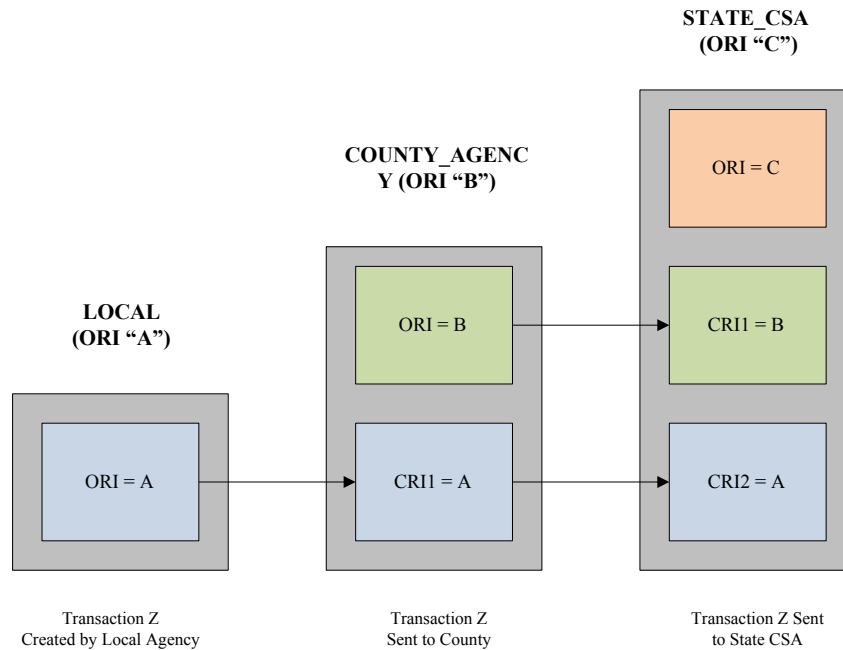 STATE_CSA
(ORI “C”)
ORI = C
COUNTY_AGENC
Y (ORI “B”)
ORI = B
CRI1 = B
LOCAL
(ORI “A”)
ORI = A
CRI1 = A
CRI2 = A
Transaction Z
Created by Local Agency
Transaction Z
Sent to County
Transaction Z Sent
to State CSA